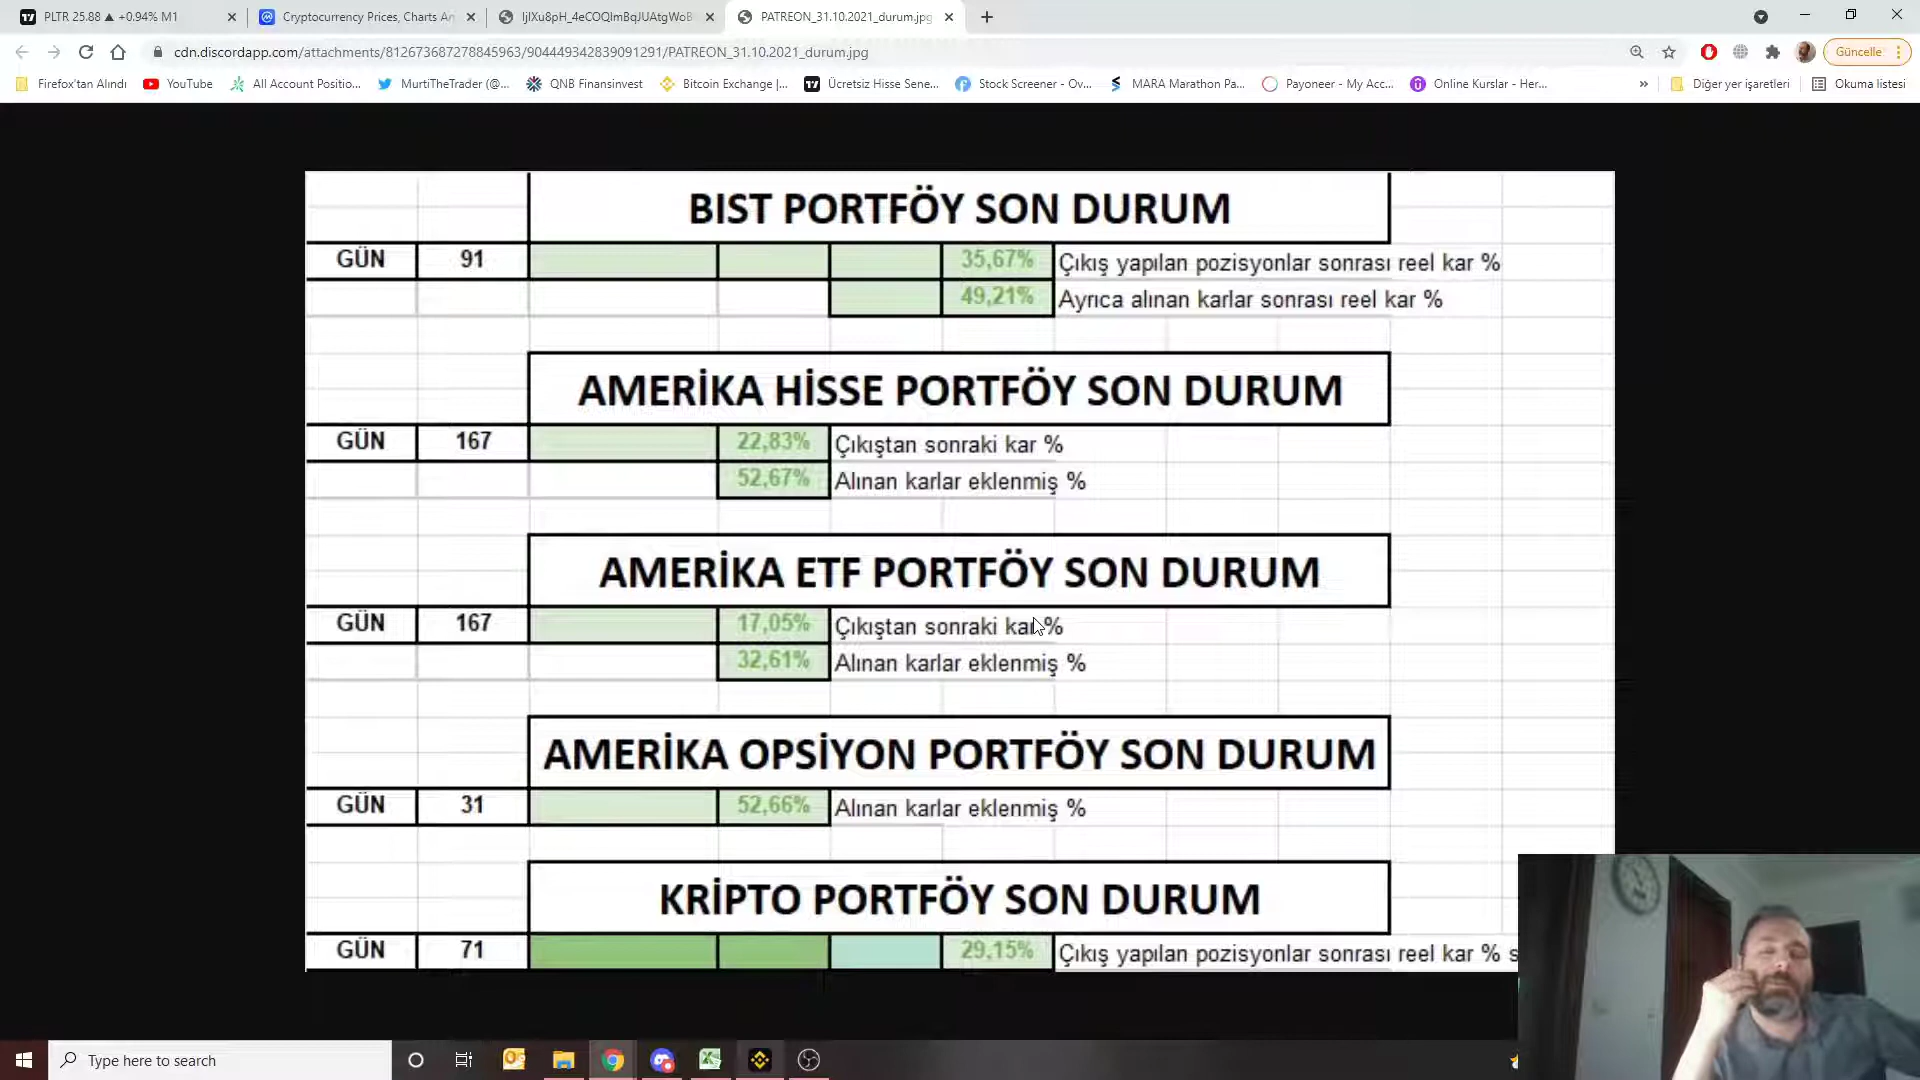 PLTR 25.88 ▲ +0.94% M1
Cryptocurrency Prices, Charts An
PATREON_31.10.2021_durum.jpg
cdn.discordapp.com/attachments/812673687278845963/904449342839091291/PATREON_31.10.2021_durum.jpg
Güncelle
Firefox'tan Alındı
YouTube
All Account Positio...
MurtiTheTrader (@...
QNB Finansinvest
Bitcoin Exchange |...
Ücretsiz Hisse Sene...
Stock Screener - Ov...
MARA Marathon Pa...
Payoneer - My Acc...
Online Kurslar - Her...
»
Diğer yer işaretleri
Okuma listesi
BIST PORTFÖY SON DURUM
GÜN 91 35,67% Çıkış yapılan pozisyonlar sonrası reel kar %
49,21% Ayrıca alınan karlar sonrası reel kar %
AMERİKA HİSSE PORTFÖY SON DURUM
GÜN 167 22,83% Çıkıştan sonraki kar %
52,67% Alınan karlar eklenmiş %
AMERİKA ETF PORTFÖY SON DURUM
GÜN 167 17,05% Çıkıştan sonraki kar %
32,61% Alınan karlar eklenmiş %
AMERİKA OPSİYON PORTFÖY SON DURUM
GÜN 31 52,66% Alınan karlar eklenmiş %
KRİPTO PORTFÖY SON DURUM
GÜN 71 29,15% Çıkış yapılan pozisyonlar sonrası reel kar % s
Type here to search